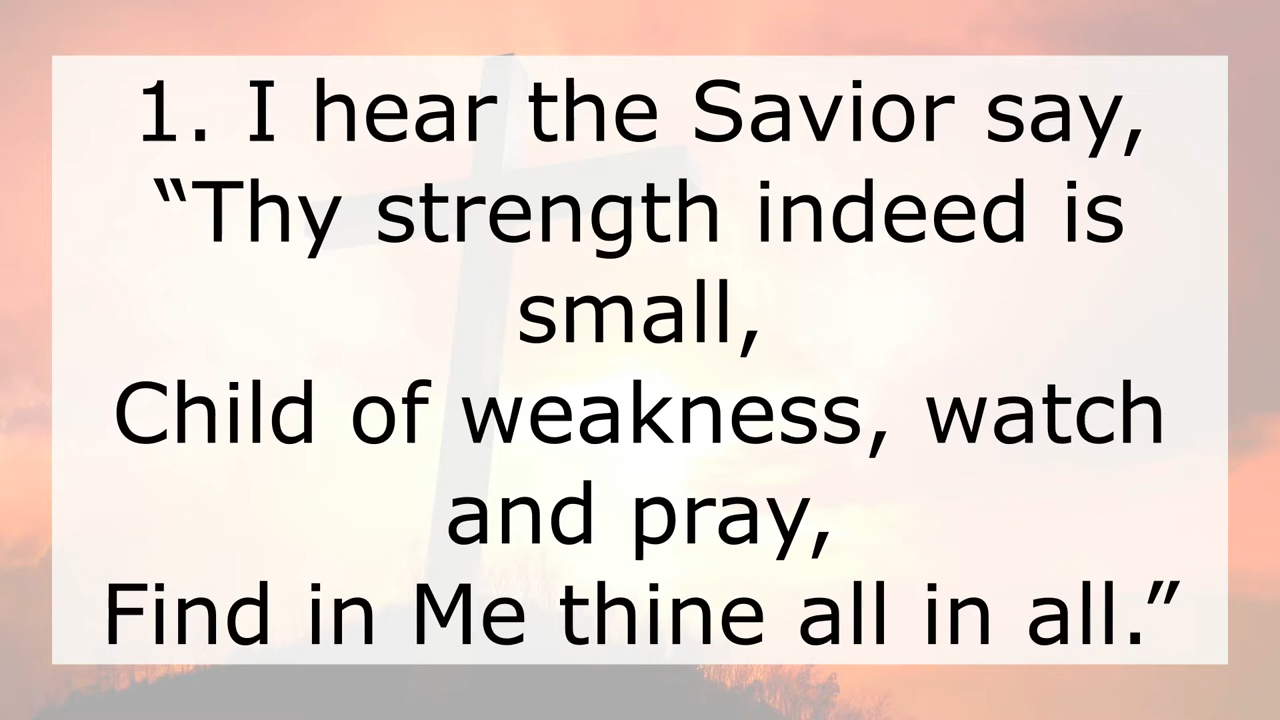 1. I hear the Savior say,
“Thy strength indeed is
small,
Child of weakness, watch
and pray,
Find in Me thine all in all.”